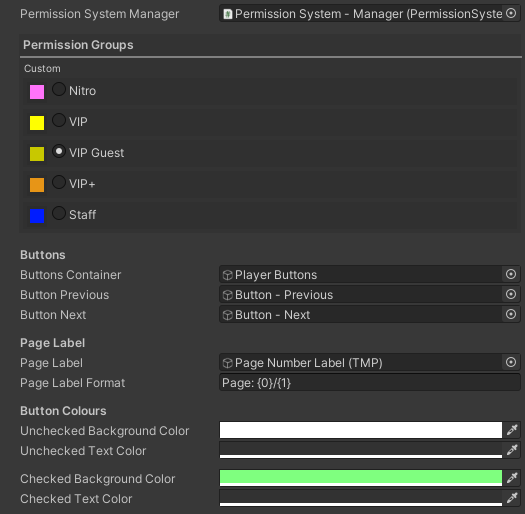 Permission System Manager Permission System - Manager (PermissionSyste
Permission Groups
Custom
Nitro
VIP
VIP Guest
VIP+
Staff
Buttons
Buttons Container Player Buttons
Button Previous Button - Previous
Button Next Button - Next
Page Label
Page Label Page Number Label (TMP)
Page Label Format Page: {0}/{1}
Button Colours
Unchecked Background Color
Unchecked Text Color
Checked Background Color
Checked Text Color